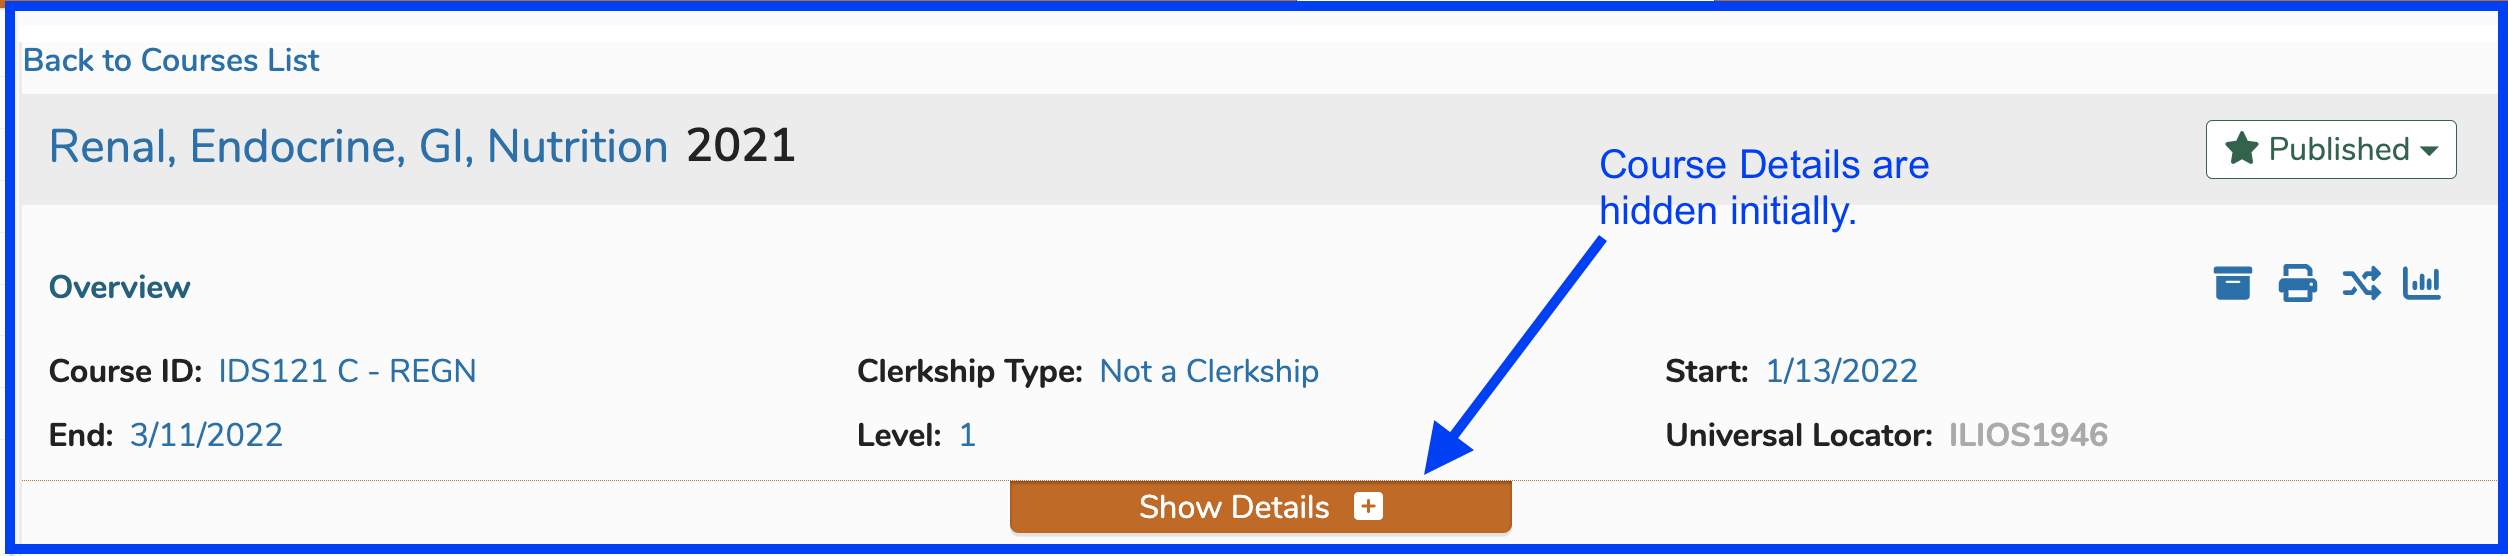 Back to Courses List
Renal, Endocrine, GI, Nutrition 2021
Published
Course Details are
hidden initially.
Overview
Course ID: IDS121 C - REGN
Clerkship Type: Not a Clerkship
Start: 1/13/2022
End: 3/11/2022
Level: 1
Universal Locator: ILIOS1946
Show Details